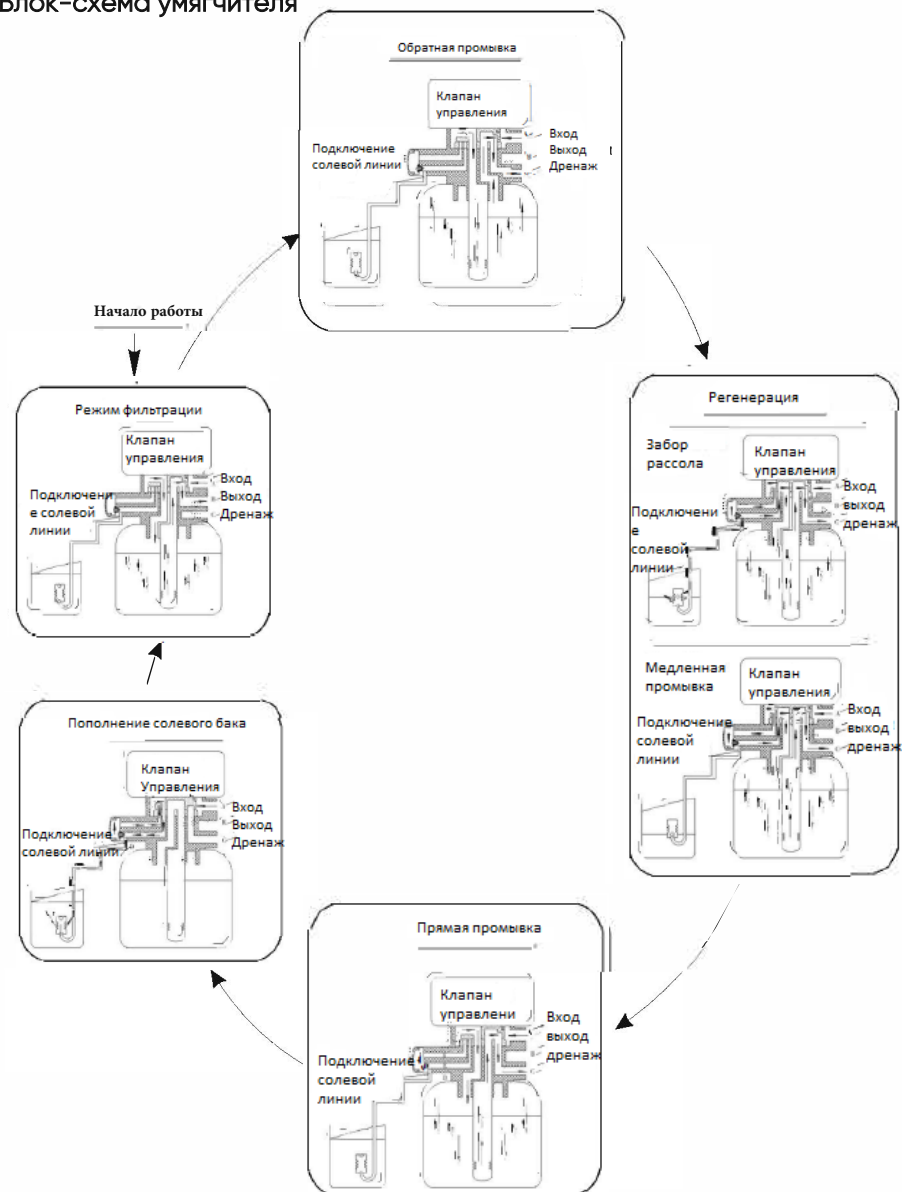 Блок-схема умягчителя
Обратная промывка
Клапан
управления
Подключение
солевой линии
Вход
Выход
Дренаж
Начало работы
Режим фильтрации
Клапан
управления
Подключени
е солевой
линии
Вход
Выход
Дренаж
Регенерация
Забор
рассола
Клапан
управления
Подключени
е
солевой
линии
Вход
выход
дренаж
Медленная
промывка
Клапан
управления
Подключение
солевой
линии
Вход
выход
дренаж
Пополнение солевого бака
Клапан
Управления
Подключение
солевой линии
Вход
Выход
Дренаж
Прямая промывка
Клапан
управлени
Подключение
солевой
линии
Вход
выход
дренаж